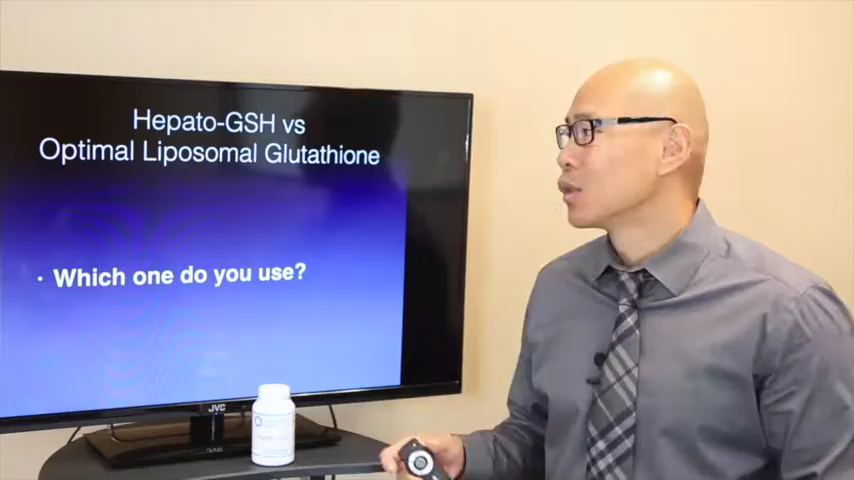 Hepato-GSH vs
Optimal Liposomal Glutathione
· Which one do you use?
JVC